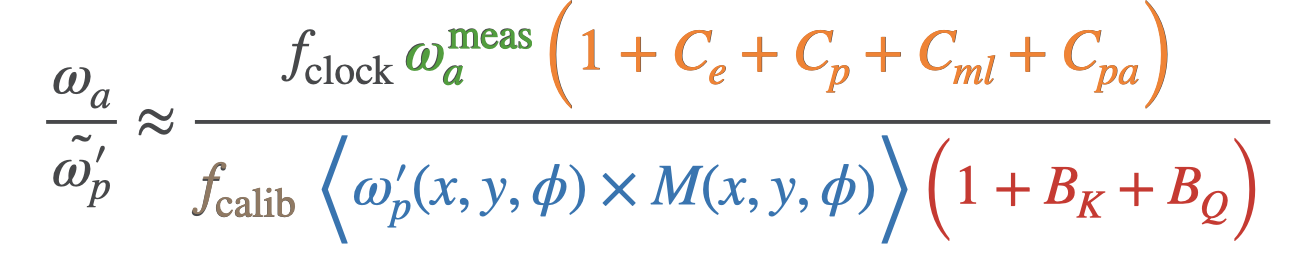 ω_a / ω̃′_p ≈ f_clock ω_a^meas (1 + C_e + C_p + C_ml + C_pa) / f_calib ⟨ω′_p(x, y, ϕ) × M(x, y, ϕ)⟩ (1 + B_K + B_Q)